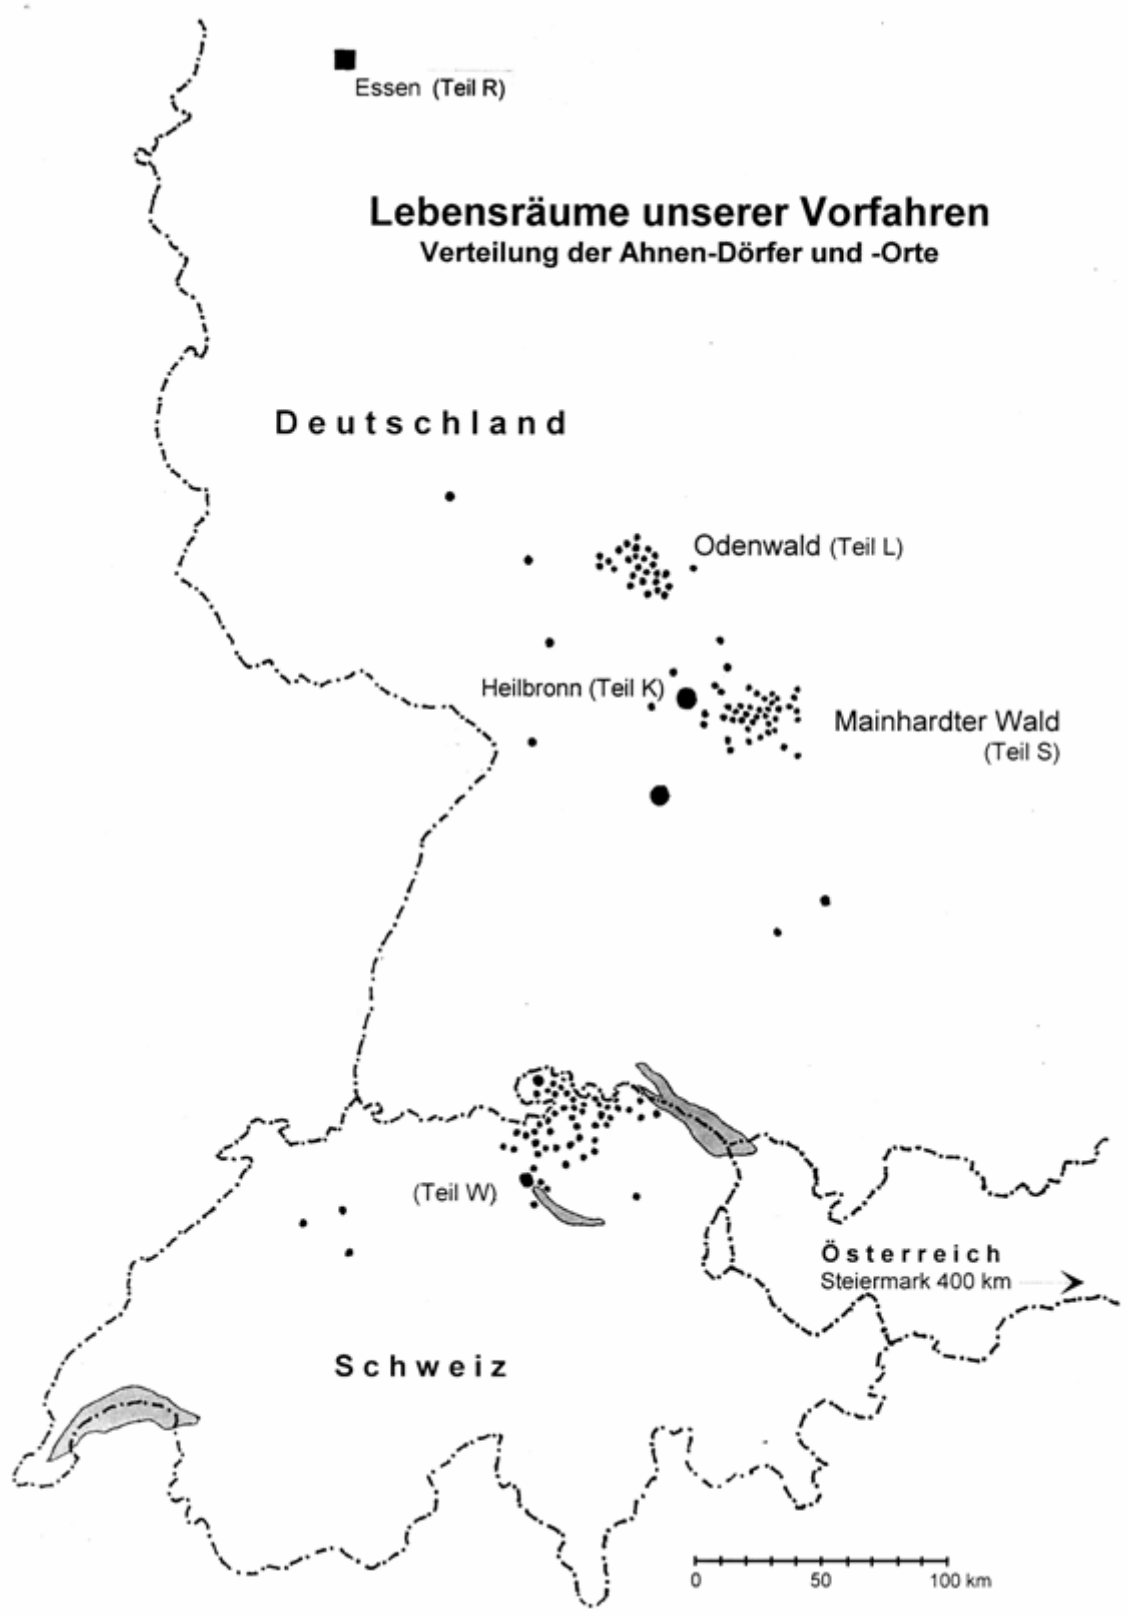 Essen (Teil R)
Lebensräume unserer Vorfahren
Verteilung der Ahnen-Dörfer und -Orte
Deutschland
Odenwald (Teil L)
Heilbronn (Teil K)
Mainhardter Wald
(Teil S)
(Teil W)
Österreich
Steiermark 400 km
Schweiz
0 50 100 km